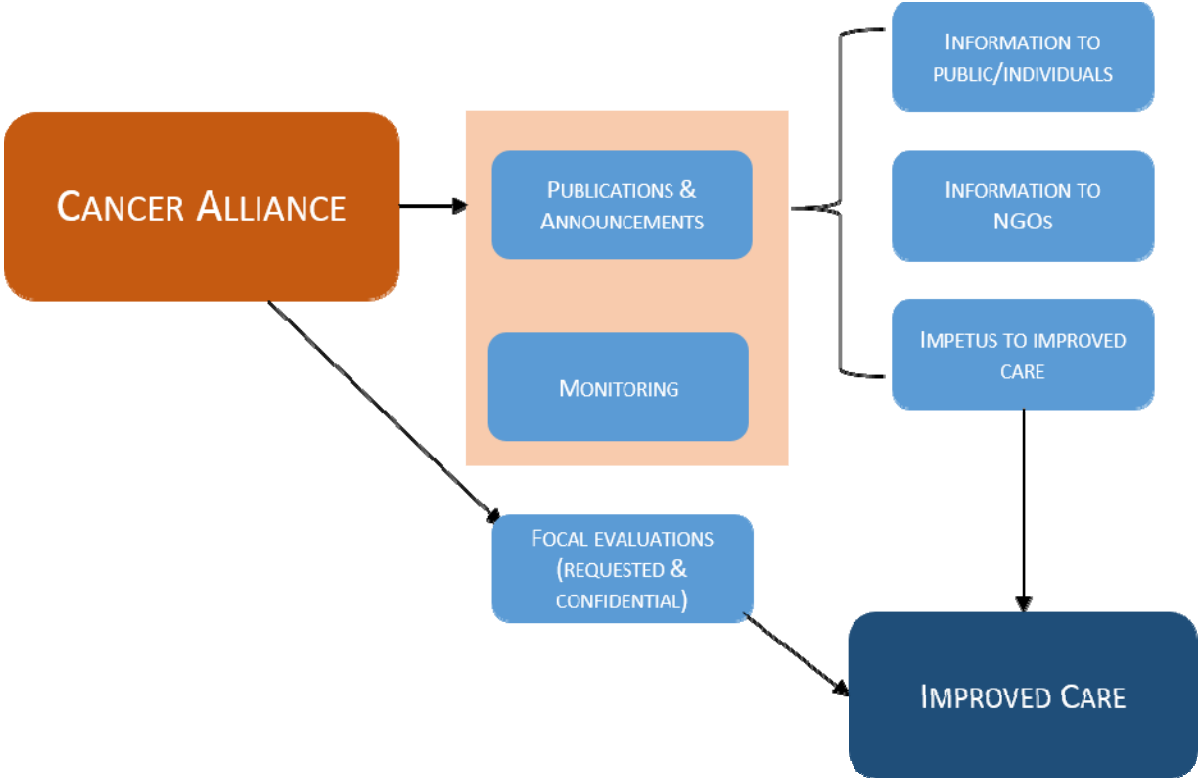 INFORMATION TO
PUBLIC/INDIVIDUALS
CANCER ALLIANCE
PUBLICATIONS &
ANNOUNCEMENTS
INFORMATION TO
NGOS
MONITORING
IMPETUS TO IMPROVED
CARE
FOCAL EVALUATIONS
(REQUESTED &
CONFIDENTIAL)
IMPROVED CARE